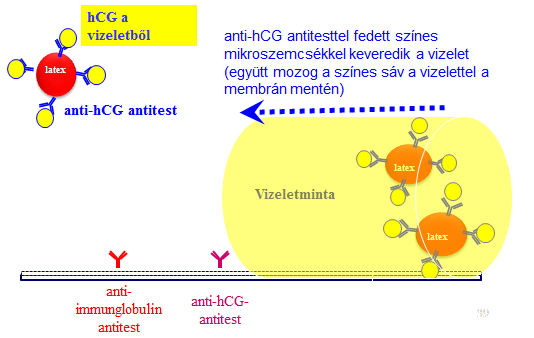 hCG a
vizeletből
latex
anti-hCG antitest
anti-hCG antitesttel fedett színes
mikroszemcsékkel keveredik a vizelet
(együtt mozog a színes sáv a vizelettel a
membrán mentén)
Vizeletminta
latex
latex
anti-
immunglobulin
antitest
anti-hCG-
antitest
39